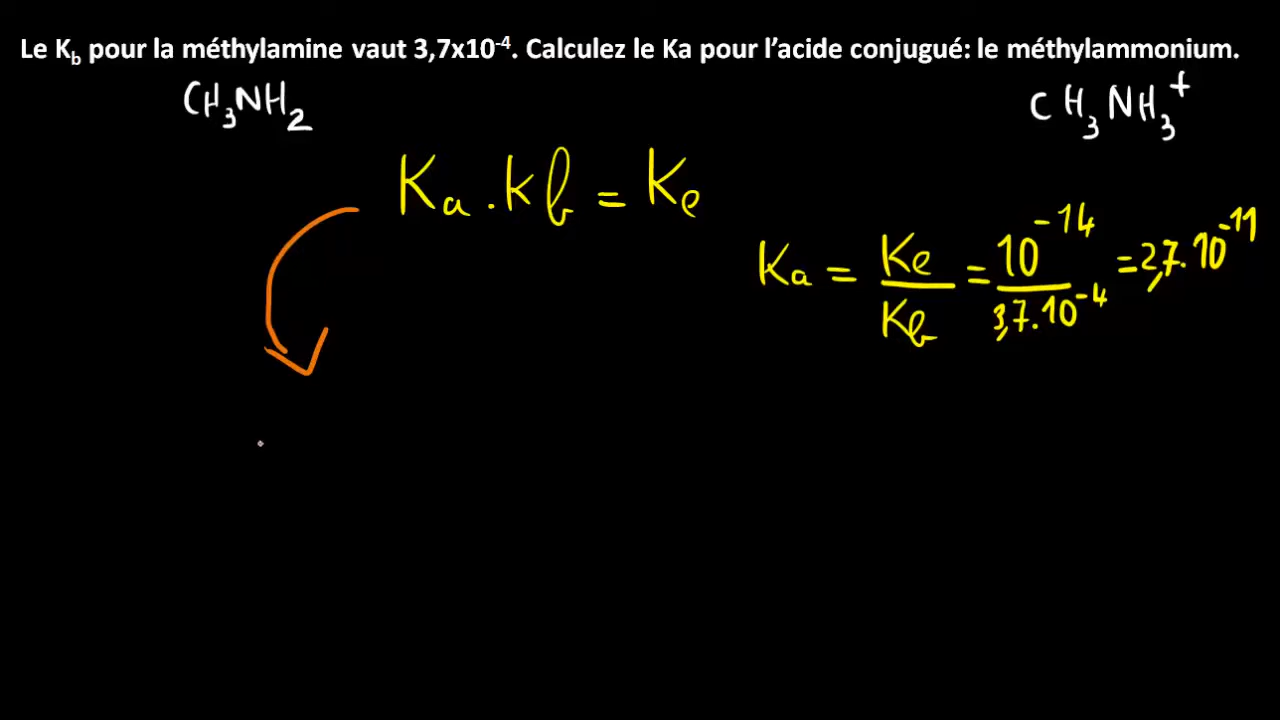 Le Kb pour la méthylamine vaut 3,7x10-4. Calculez le Ka pour l’acide conjugué: le méthylammonium.
CH3NH2 CH3NH3+
Ka . kb = Ke
Ka = Ke/Kb = 10^-14/3,7.10^-4 = 2,7.10^-11